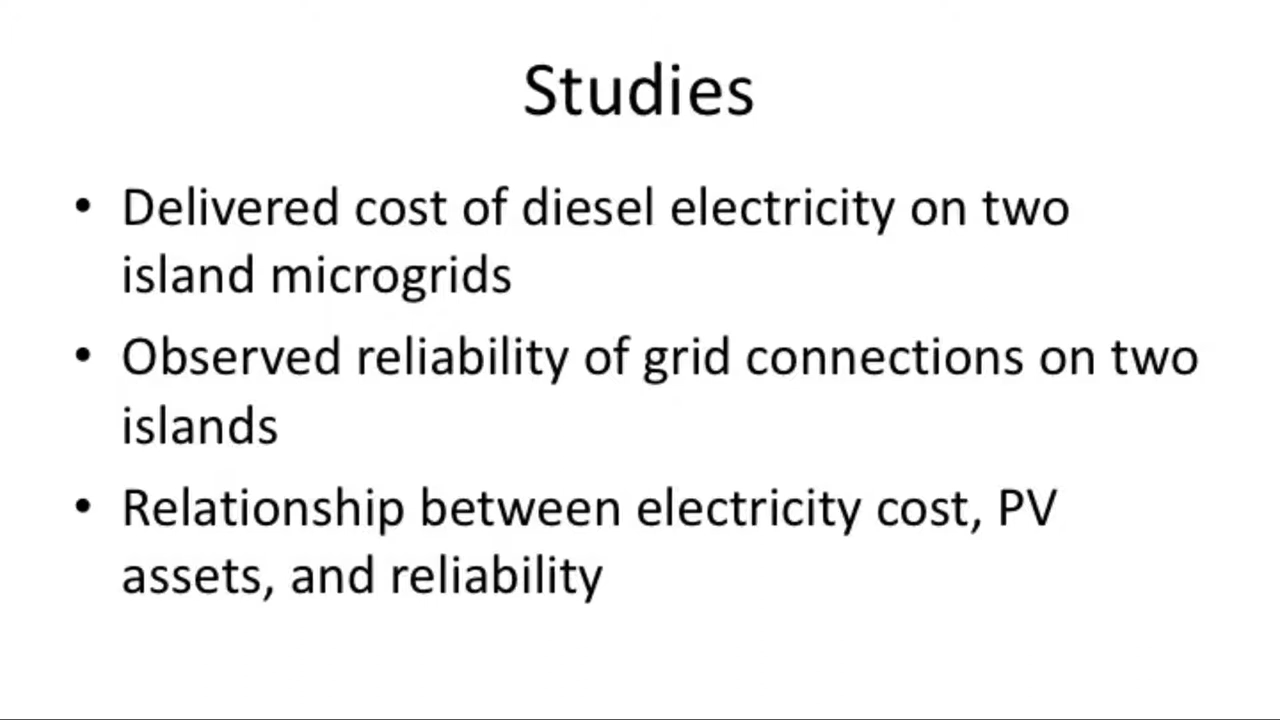 Studies
• Delivered cost of diesel electricity on two
island microgrids
• Observed reliability of grid connections on two
islands
• Relationship between electricity cost, PV
assets, and reliability